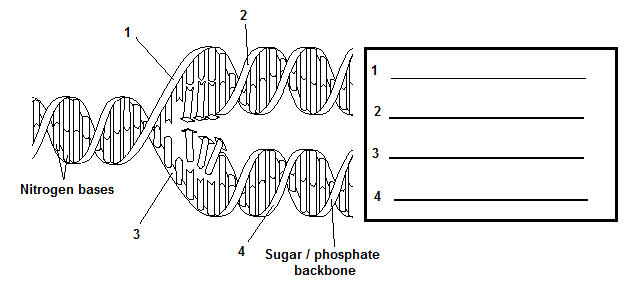 1
2
Nitrogen bases
3
4
Sugar / phosphate
backbone
1
2
3
4